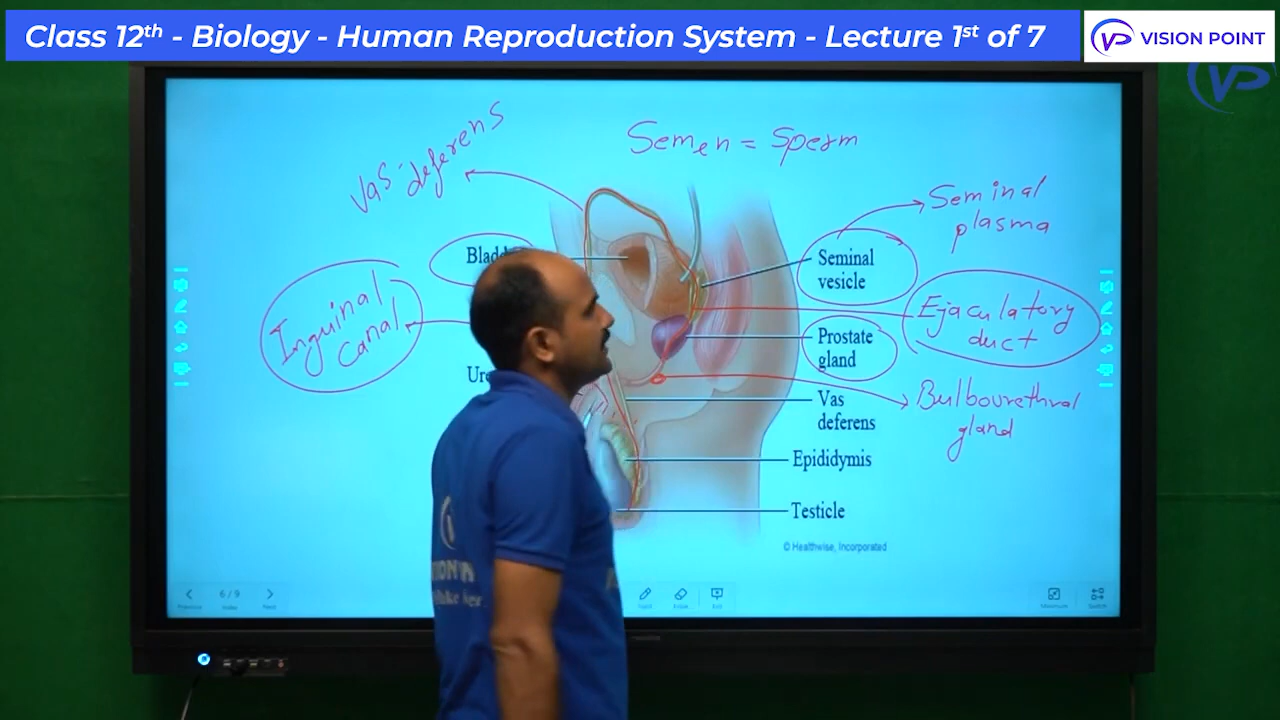 Class 12th - Biology - Human Reproduction System - Lecture 1st of 7
VISION POINT
Vas deferens
Semen = Sperm
Seminal
plasma
Seminal
vesicle
Inguinal
canal
Ejaculatory
duct
Prostate
gland
Vas
deferens
Bulbourethral
gland
Epididymis
Testicle
© Healthwise, Incorporated
6/9